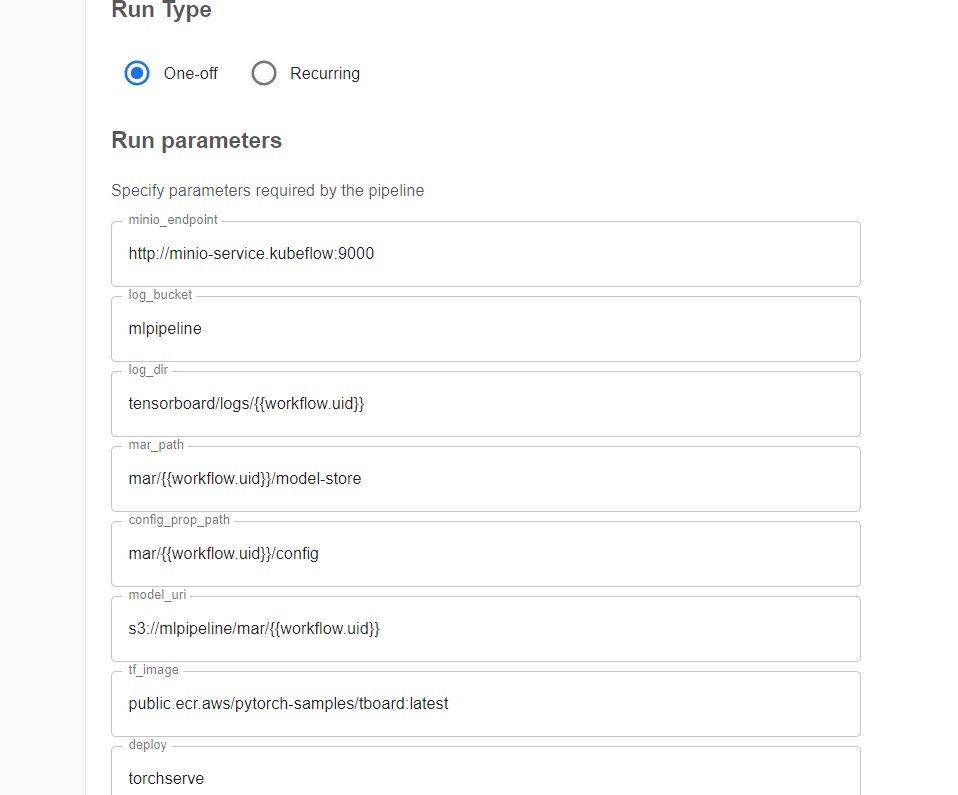 Run Type
One-off
Recurring
Run parameters
Specify parameters required by the pipeline
minio_endpoint
http://minio-service.kubeflow:9000
log_bucket
mlpipeline
log_dir
tensorboard/logs/{{workflow.uid}}
mar_path
mar/{{workflow.uid}}/model-store
config_prop_path
mar/{{workflow.uid}}/config
model_uri
s3://mlpipeline/mar/{{workflow.uid}}
tf_image
public.ecr.aws/pytorch-samples/tboard:latest
deploy
torchserve